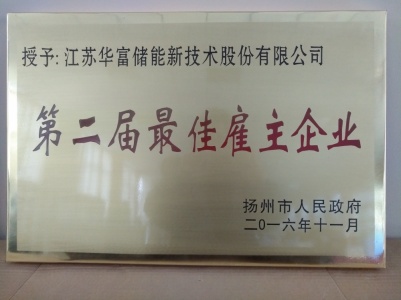 授予:江苏华富储能新技术股份有限公司
第二届最佳雇主企业
扬州市人民政府
二〇一六年十一月